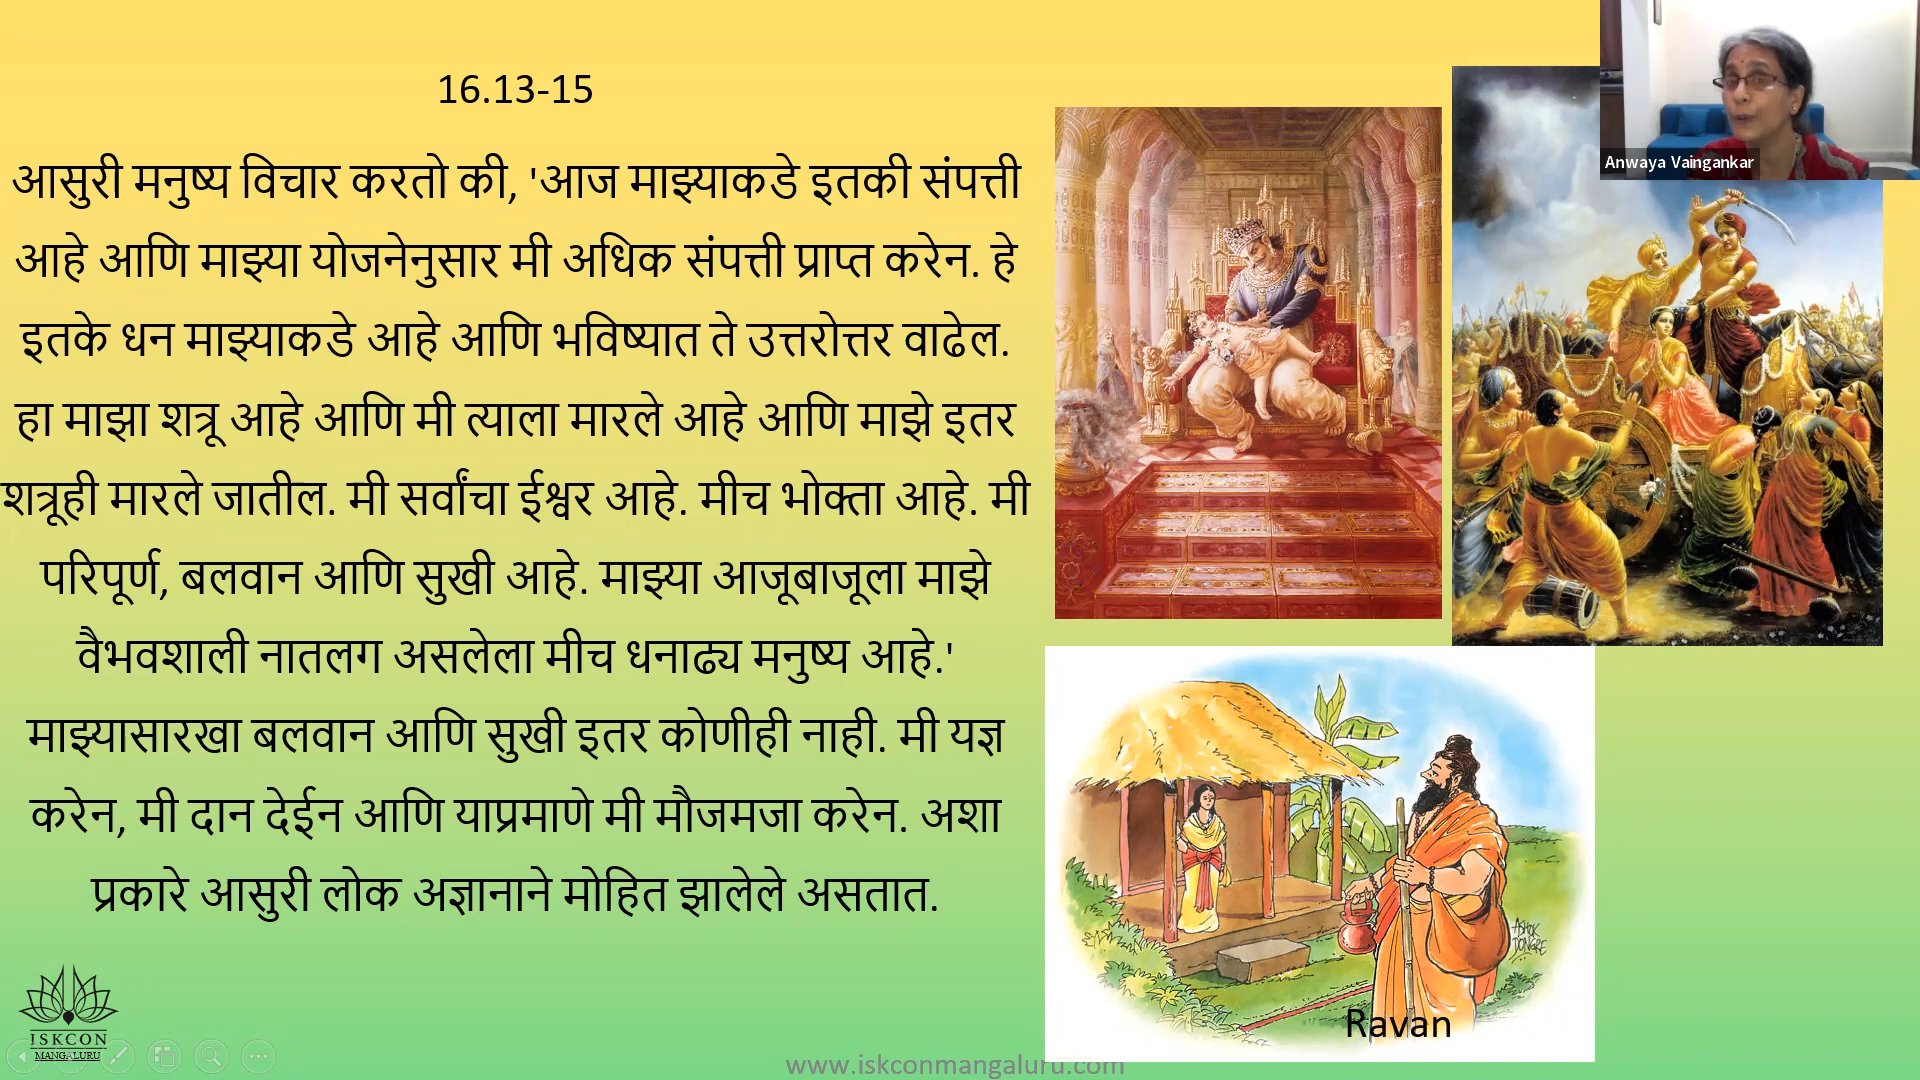 16.13-15
आसुरी मनुष्य विचार करतो की, 'आज माझ्याकडे इतकी संपत्ती
आहे आणि माझ्या योजनेनुसार मी अधिक संपत्ती प्राप्त करेन. हे
इतके धन माझ्याकडे आहे आणि भविष्यात ते उत्तरोत्तर वाढेल.
हा माझा शत्रू आहे आणि मी त्याला मारले आहे आणि माझे इतर
शत्रूही मारले जातील. मी सर्वांचा ईश्वर आहे. मीच भोक्ता आहे. मी
परिपूर्ण, बलवान आणि सुखी आहे. माझ्या आजूबाजूला माझे
वैभवशाली नातलग असलेला मीच धनाढ्य मनुष्य आहे.'
माझ्यासारखा बलवान आणि सुखी इतर कोणीही नाही. मी यज्ञ
करेन, मी दान देईन आणि याप्रमाणे मी मौजमजा करेन. अशा
प्रकारे आसुरी लोक अज्ञानाने मोहित झालेले असतात.
Anwaya Vaingankar
ASHOK
DONGRE
Ravan
ISKCON
MANGALURU
www.iskconmangaluru.com